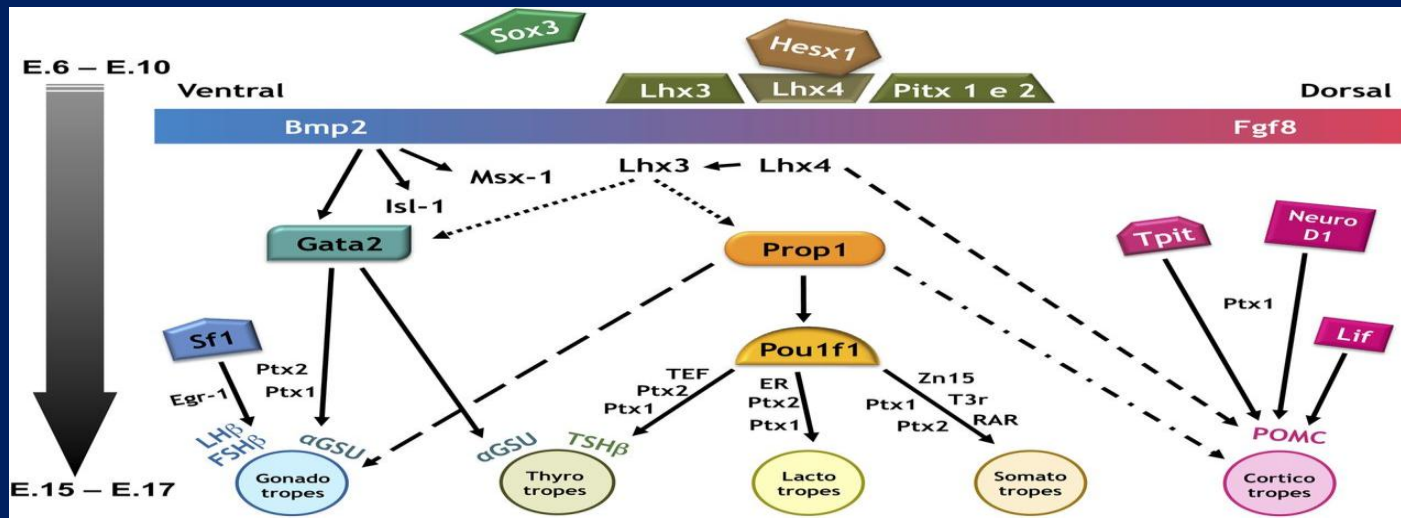 Sox3
Hesx1
E.6 – E.10
Ventral
Lhx3
Lhx4
Pitx 1 e 2
Dorsal
Bmp2
Fgf8
Msx-1
Lhx3
Lhx4
Isl-1
Gata2
Prop1
Tpit
Neuro
D1
Ptx1
Sf1
Pou1f1
Lif
Egr-1
Ptx2
Ptx1
TEF
Ptx2
Ptx1
ER
Ptx2
Ptx1
Zn15
T3r
RAR
Ptx1
Ptx2
LHβ
FSHβ
αGSU
αGSU
TSHβ
POMC
E.15 – E.17
Gonado
tropes
Thyro
tropes
Lacto
tropes
Somato
tropes
Cortico
tropes